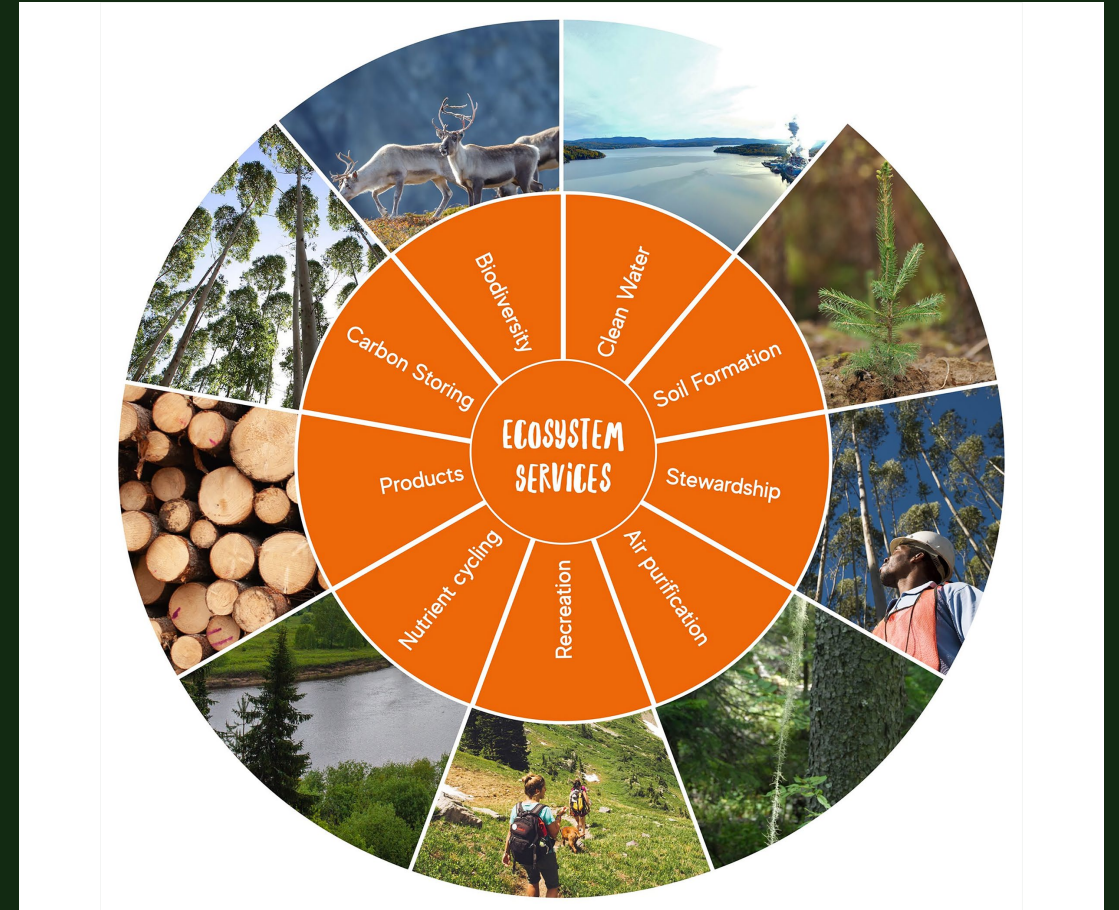 ECOSYSTEM
SERVICES
Clean Water
Soil Formation
Stewardship
Air purification
Recreation
Nutrient cycling
Products
Carbon Storing
Biodiversity